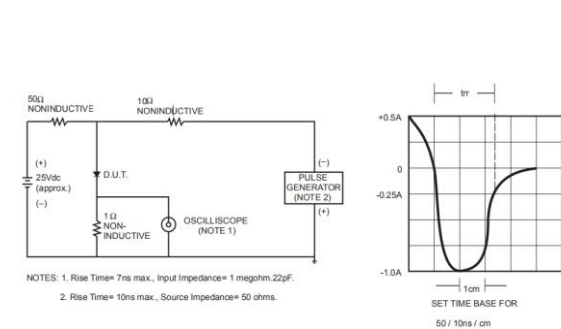 50Ω
NONINDUCTIVE
10Ω
NONINDUCTIVE
(+)
25Vdc
(approx.)
(–)
D.U.T.
1Ω
NON-
INDUCTIVE
OSCILLISCOPE
(NOTE 1)
(–)
PULSE
GENERATOR
(NOTE 2)
(+)
NOTES: 1. Rise Time= 7ns max., Input Impedance= 1 megohm.22pF.
2. Rise Time= 10ns max., Source Impedance= 50 ohms.
trr
+0.5A
0
-0.25A
-1.0A
1cm
SET TIME BASE FOR
50 / 10ns / cm